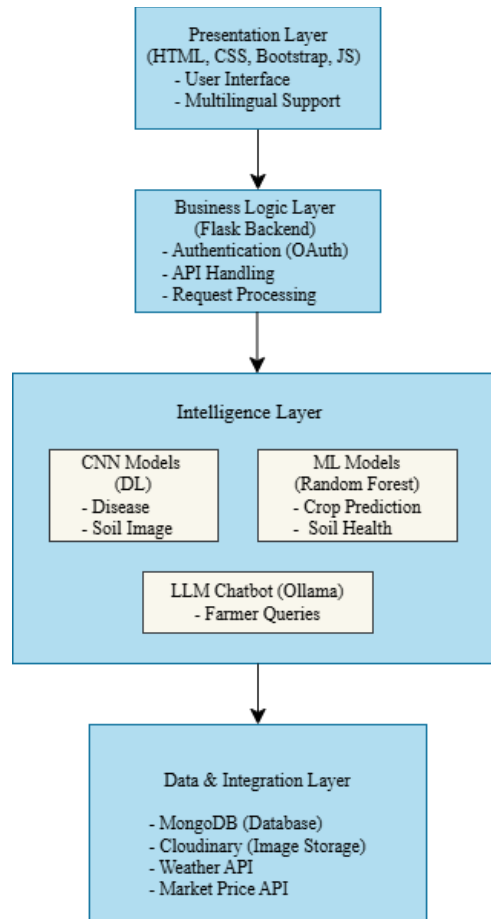 Presentation Layer
(HTML, CSS, Bootstrap, JS)
- User Interface
- Multilingual Support
Business Logic Layer
(Flask Backend)
- Authentication (OAuth)
- API Handling
- Request Processing
Intelligence Layer
CNN Models
(DL)
- Disease
- Soil Image
ML Models
(Random Forest)
- Crop Prediction
- Soil Health
LLM Chatbot (Ollama)
- Farmer Queries
Data & Integration Layer
- MongoDB (Database)
- Cloudinary (Image Storage)
- Weather API
- Market Price API